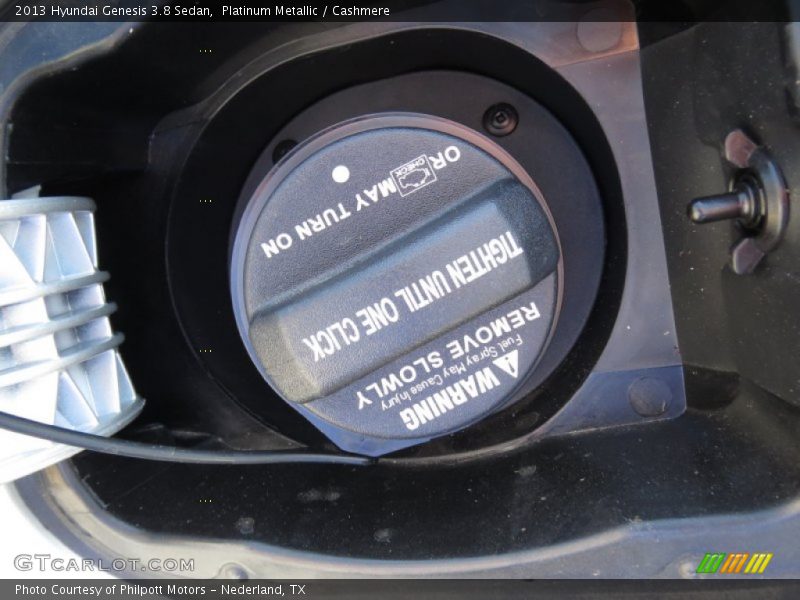 2013 Hyundai Genesis 3.8 Sedan, Platinum Metallic / Cashmere
WARNING
Fuel Spray May Cause Injury
REMOVE SLOWLY
TIGHTEN UNTIL ONE CLICK
OR CHECK MAY TURN ON
GTCARLOT.COM
Photo Courtesy of Philpott Motors - Nederland, TX